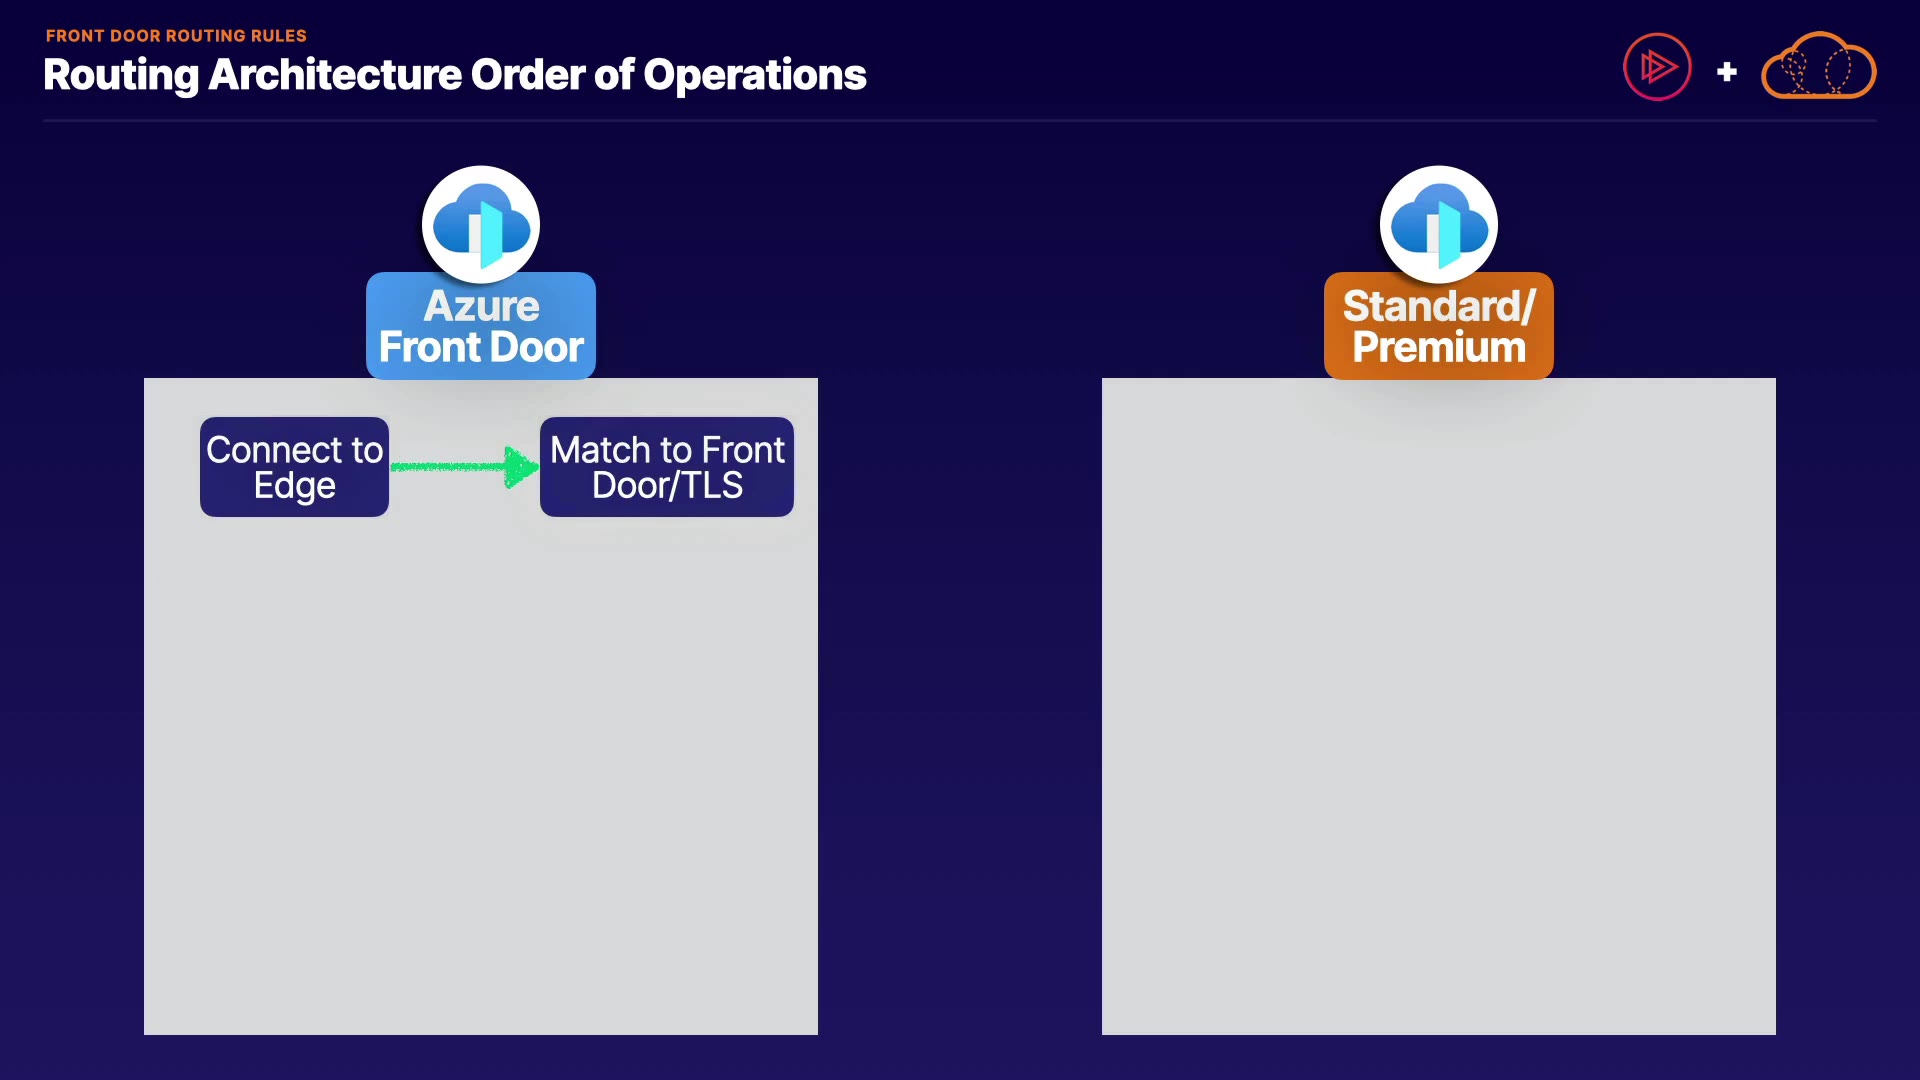 FRONT DOOR ROUTING RULES
Routing Architecture Order of Operations
Azure
Front Door
Connect to
Edge
Match to Front
Door/TLS
Standard/
Premium